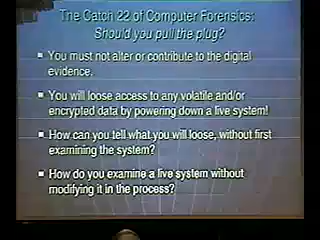 The Catch 22 of Computer Forensics:
Should you pull the plug?
You must not alter or contribute to the digital
evidence.
You will loose access to any volatile and/or
encrypted data by powering down a live system!
How can you tell what you will loose, without first
examining the system?
How do you examine a live system without
modifying it in the process?